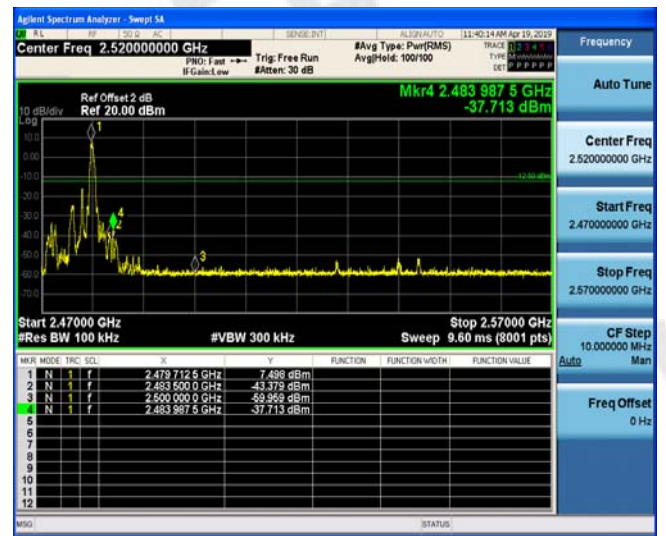 Agilent Spectrum Analyzer - Swept SA
RL RF 50 Ω AC SENSE:INT ALIGN AUTO 11:40:14 AM Apr 19, 2019
Center Freq 2.520000000 GHz
PNO: Fast
IFGain:Low
Trig: Free Run
#Atten: 30 dB
#Avg Type: Pwr(RMS)
Avg|Hold: 100/100
TRACE 1 2 3 4 5 6
TYPE
DET P P P P P P
Mkr4 2.483 987 5 GHz
-37.713 dBm
Ref Offset 2 dB
10 dB/div Ref 20.00 dBm
Log
10.0
0.00
-10.0
-20.0
-30.0
-40.0
-50.0
-60.0
-70.0
1
4
2
3
Start 2.47000 GHz Stop 2.57000 GHz
#Res BW 100 kHz #VBW 300 kHz Sweep 9.60 ms (8001 pts)
MKR MODE TRC SCL X Y FUNCTION FUNCTION WIDTH FUNCTION VALUE
1 N 1 f 2.479 712 5 GHz 7.498 dBm
2 N 1 f 2.483 500 0 GHz -43.379 dBm
3 N 1 f 2.500 000 0 GHz -59.959 dBm
4 N 1 f 2.483 987 5 GHz -37.713 dBm
5
6
7
8
9
10
11
12
MSG STATUS
Frequency
Auto Tune
Center Freq
2.520000000 GHz
Start Freq
2.470000000 GHz
Stop Freq
2.570000000 GHz
CF Step
10.000000 MHz
Auto Man
Freq Offset
0 Hz